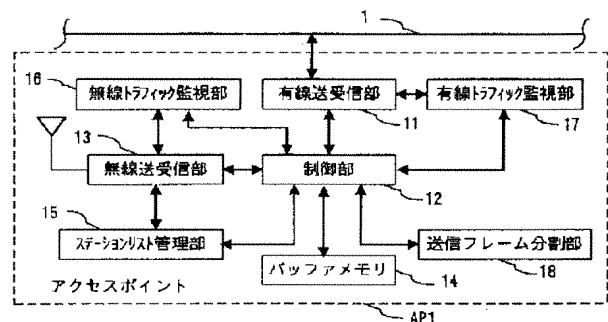 1
16
無線トラフィック監視部
有線送受信部
有線トラフィック監視部
11
17
13
無線送受信部
制御部
12
15
ステーションリスト管理部
バッファメモリ
14
送信フレーム分割部
18
アクセスポイント
AP1